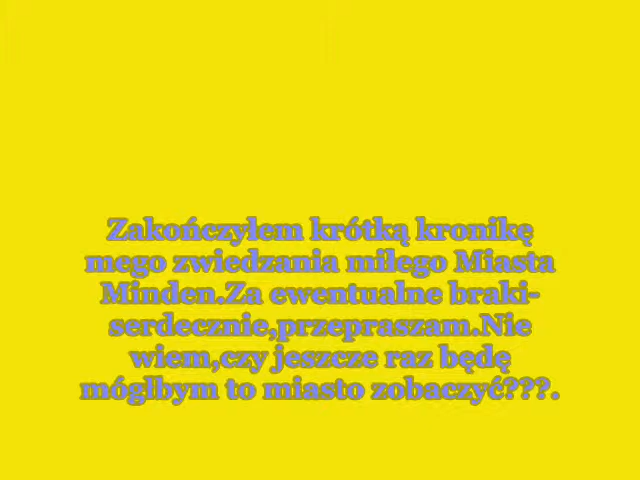 Zakończyłem krótką kronikę
mego zwiedzania miłego Miasta
Minden.Za ewentualne braki-
serdecznie,przepraszam.Nie
wiem,czy jeszcze raz będę
mógłbym to miasto zobaczyć???.